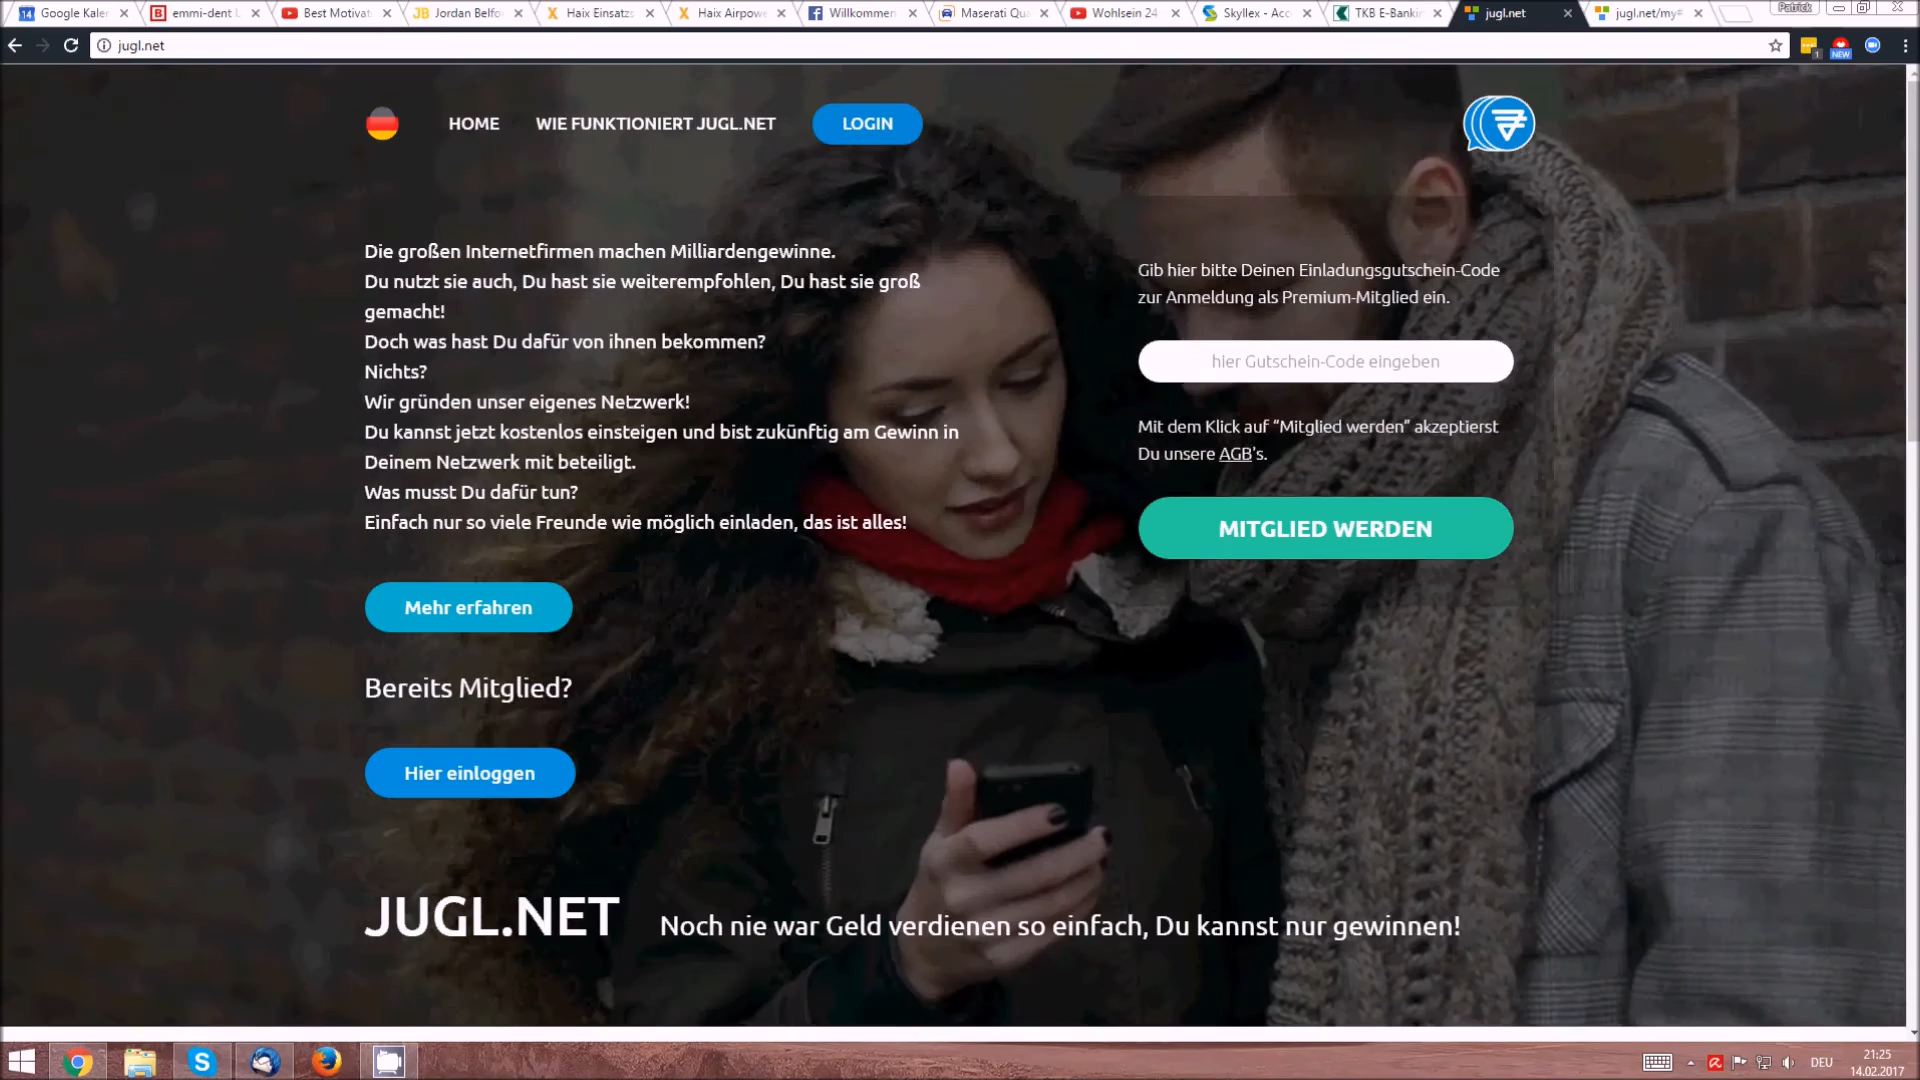 Google Kaler
emmi-dent
Best Motivat
Jordan Belfo
Haix Einsatzs
Haix Airpowe
Willkommen
Maserati Qua
Wohlsein 24
Skyllex - Acc
TKB E-Bankin
jugl.net
jugl.net/my#
Patrick
jugl.net
HOME
WIE FUNKTIONIERT JUGL.NET
LOGIN
Die großen Internetfirmen machen Milliardengewinne.
Du nutzt sie auch, Du hast sie weiterempfohlen, Du hast sie groß
gemacht!
Doch was hast Du dafür von ihnen bekommen?
Nichts?
Wir gründen unser eigenes Netzwerk!
Du kannst jetzt kostenlos einsteigen und bist zukünftig am Gewinn in
Deinem Netzwerk mit beteiligt.
Was musst Du dafür tun?
Einfach nur so viele Freunde wie möglich einladen, das ist alles!
Mehr erfahren
Bereits Mitglied?
Hier einloggen
Gib hier bitte Deinen Einladungsgutschein-Code
zur Anmeldung als Premium-Mitglied ein.
hier Gutschein-Code eingeben
Mit dem Klick auf “Mitglied werden” akzeptierst
Du unsere AGB's.
MITGLIED WERDEN
JUGL.NET
Noch nie war Geld verdienen so einfach, Du kannst nur gewinnen!
DEU
21:25
14.02.2017